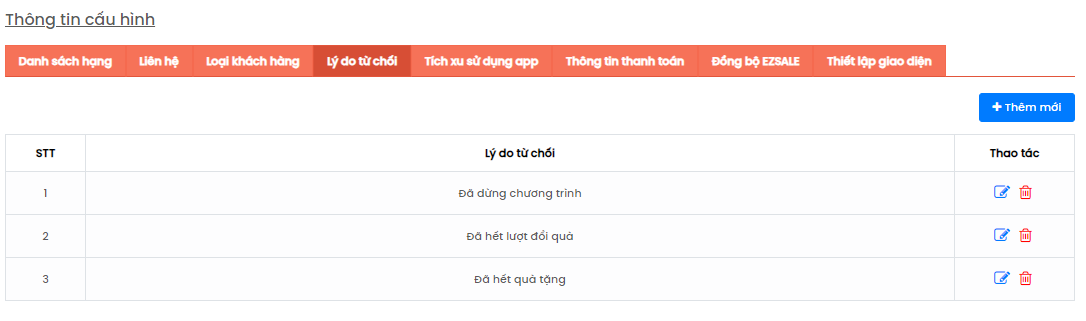 Thông tin cấu hình
Danh sách hạng Liên hệ Loại khách hàng Lý do từ chối Tích xu sử dụng app Thông tin thanh toán Đồng bộ EZSALE Thiết lập giao diện
Thêm mới
STT Lý do từ chối Thao tác
1 Đã dừng chương trình
2 Đã hết lượt đổi quà
3 Đã hết quà tặng